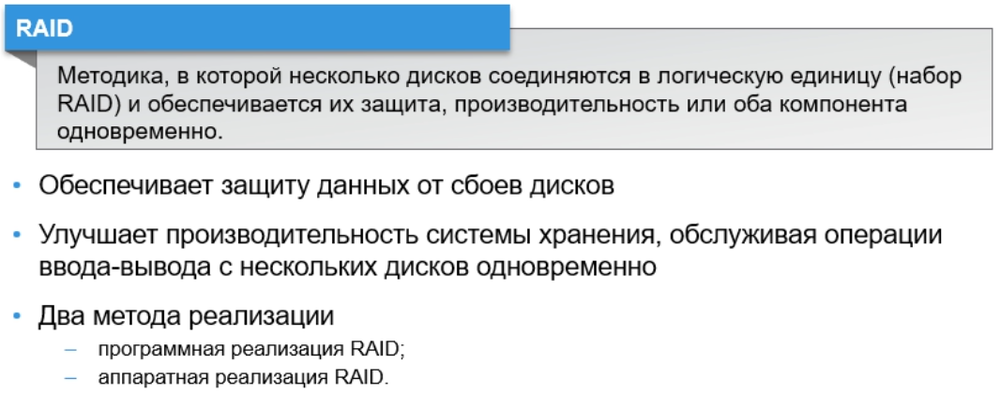 RAID
Методика, в которой несколько дисков соединяются в логическую единицу (набор
RAID) и обеспечивается их защита, производительность или оба компонента
одновременно.
• Обеспечивает защиту данных от сбоев дисков
• Улучшает производительность системы хранения, обслуживая операции
ввода-вывода с нескольких дисков одновременно
• Два метода реализации
– программная реализация RAID;
– аппаратная реализация RAID.